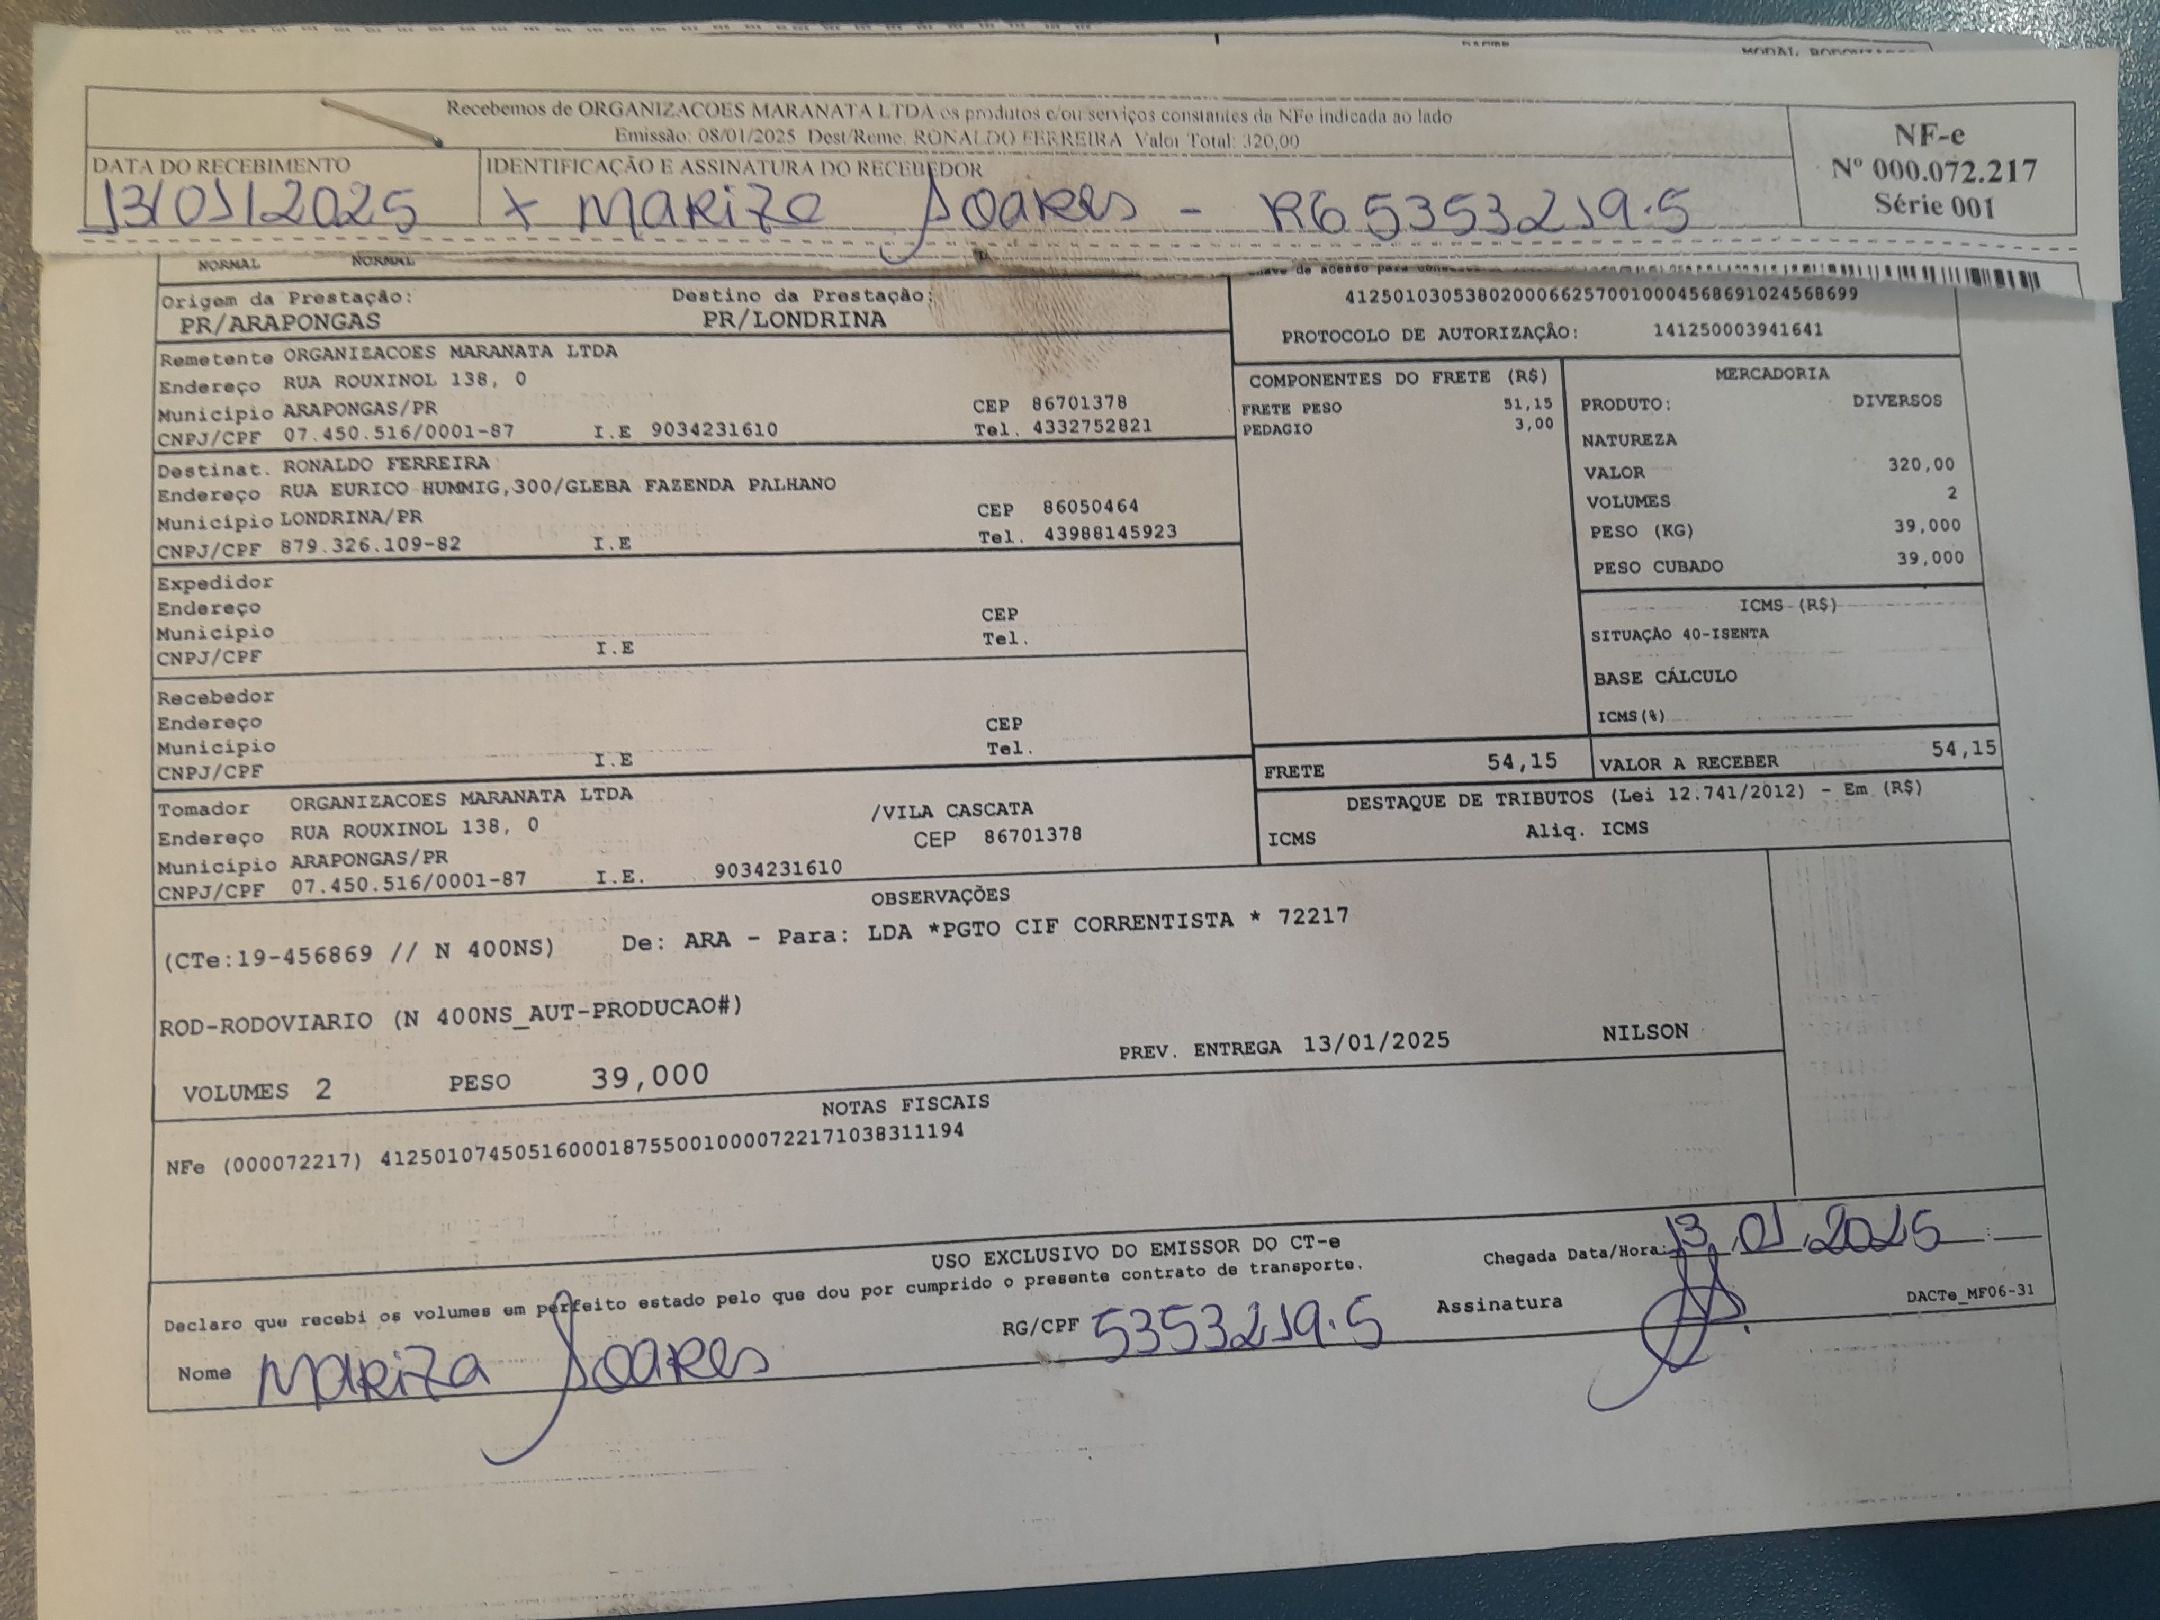 Recebemos de ORGANIZACOES MARANATA LTDA os produtos e/ou serviços constantes da NFe indicada ao lado
Emissão: 08/01/2025 Dest/Reme. RONALDO FERREIRA Valor Total: 320,00
DATA DO RECEBIMENTO
13/01/2025
IDENTIFICAÇÃO E ASSINATURA DO RECEBEDOR
x Mariza Soares - RG 5353219.5
NF-e
Nº 000.072.217
Série 001
NORMAL NORMAL
Origem da Prestação: Destino da Prestação:
PR/ARAPONGAS PR/LONDRINA
41250103053802000662570010004568691024568699
PROTOCOLO DE AUTORIZAÇÃO: 141250003941641
Remetente ORGANIZACOES MARANATA LTDA
Endereço RUA ROUXINOL 138, 0
Município ARAPONGAS/PR CEP 86701378
CNPJ/CPF 07.450.516/0001-87 I.E 9034231610 Tel. 4332752821
Destinat. RONALDO FERREIRA
Endereço RUA EURICO HUMMIG,300/GLEBA FAZENDA PALHANO
Município LONDRINA/PR CEP 86050464
CNPJ/CPF 879.326.109-82 I.E Tel. 43988145923
Expedidor
Endereço
Município CEP
CNPJ/CPF I.E Tel.
Recebedor
Endereço
Município CEP
CNPJ/CPF I.E Tel.
Tomador ORGANIZACOES MARANATA LTDA
Endereço RUA ROUXINOL 138, 0 /VILA CASCATA
Município ARAPONGAS/PR CEP 86701378
CNPJ/CPF 07.450.516/0001-87 I.E. 9034231610
COMPONENTES DO FRETE (R$)
FRETE PESO 51,15
PEDAGIO 3,00
MERCADORIA
PRODUTO: DIVERSOS
NATUREZA
VALOR 320,00
VOLUMES 2
PESO (KG) 39,000
PESO CUBADO 39,000
ICMS (R$)
SITUAÇÃO 40-ISENTA
BASE CÁLCULO
ICMS(%)
FRETE 54,15
VALOR A RECEBER 54,15
DESTAQUE DE TRIBUTOS (Lei 12.741/2012) - Em (R$)
ICMS Aliq. ICMS
OBSERVAÇÕES
(CTe:19-456869 // N 400NS) De: ARA - Para: LDA *PGTO CIF CORRENTISTA * 72217
ROD-RODOVIARIO (N 400NS_AUT-PRODUCAO#)
VOLUMES 2 PESO 39,000 PREV. ENTREGA 13/01/2025 NILSON
NOTAS FISCAIS
NFe (000072217) 41250107450516000187550010000722171038311194
USO EXCLUSIVO DO EMISSOR DO CT-e
Declaro que recebi os volumes em perfeito estado pelo que dou por cumprido o presente contrato de transporte.
Chegada Data/Hora: 13/01/2025 :
Nome Mariza Soares RG/CPF 5353219.5 Assinatura
DACTe_MF06-31